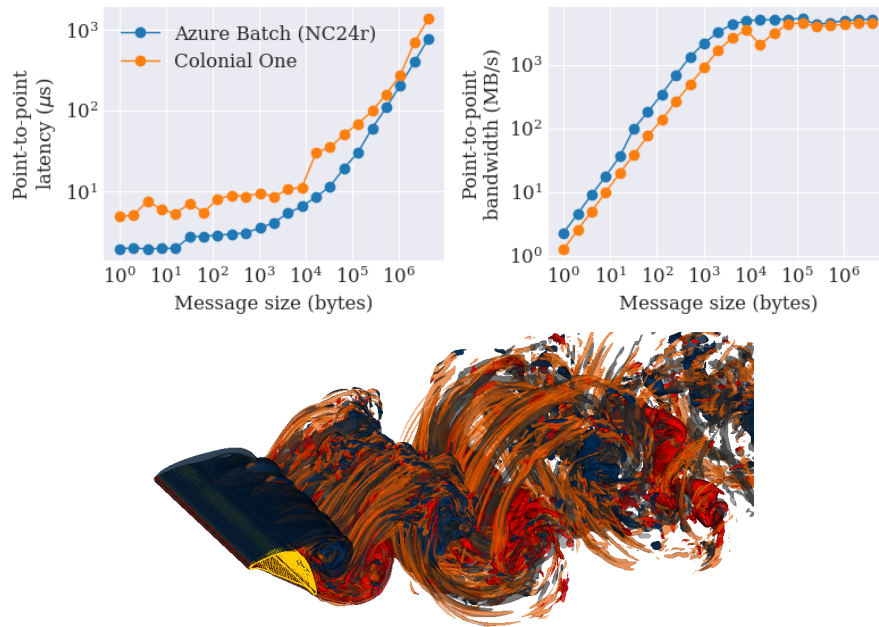 Point-to-point
latency (μs)
10³
10²
10¹
Azure Batch (NC24r)
Colonial One
10⁰ 10¹ 10² 10³ 10⁴ 10⁵ 10⁶
Message size (bytes)
Point-to-point
bandwidth (MB/s)
10³
10²
10¹
10⁰
10⁰ 10¹ 10² 10³ 10⁴ 10⁵ 10⁶
Message size (bytes)